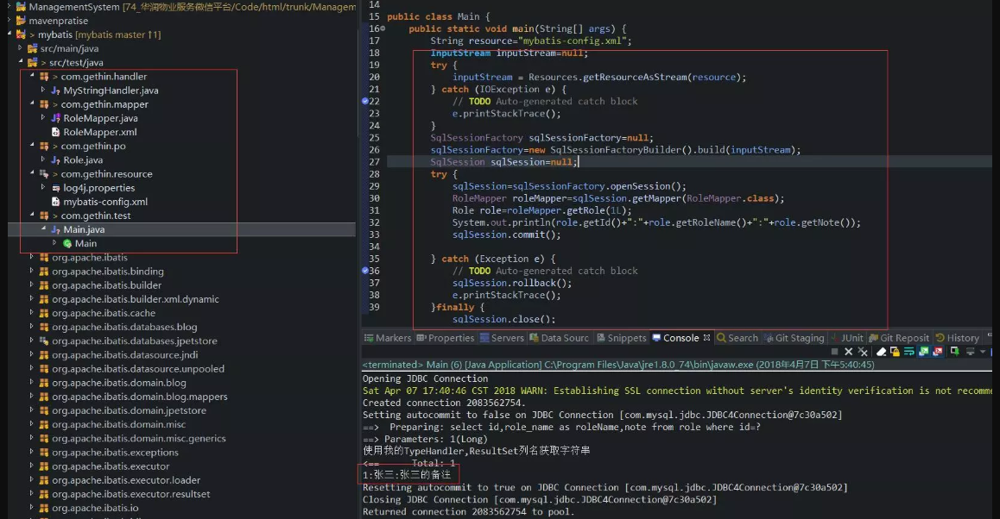 ManagementSystem [74_华润物业服务微信平台/Code/html/trunk/Managem
mavenpratise
> mybatis [mybatis master ↑1]
src/main/java
> src/test/java
> com.gethin.handler
MyStringHandler.java
> com.gethin.mapper
RoleMapper.java
RoleMapper.xml
> com.gethin.po
Role.java
> com.gethin.resource
log4j.properties
mybatis-config.xml
> com.gethin.test
Main.java
Main
org.apache.ibatis
org.apache.ibatis.binding
org.apache.ibatis.builder
org.apache.ibatis.builder.xml.dynamic
org.apache.ibatis.cache
org.apache.ibatis.databases.blog
org.apache.ibatis.databases.jpetstore
org.apache.ibatis.datasource.jndi
org.apache.ibatis.datasource.unpooled
org.apache.ibatis.domain.blog
org.apache.ibatis.domain.blog.mappers
org.apache.ibatis.domain.jpetstore
org.apache.ibatis.domain.misc
org.apache.ibatis.domain.misc.generics
org.apache.ibatis.exceptions
org.apache.ibatis.executor
org.apache.ibatis.executor.loader
org.apache.ibatis.executor.resultset
org.apache.ibatis.io
14
15 public class Main {
16 public static void main(String[] args) {
17 String resource="mybatis-config.xml";
18 InputStream inputStream=null;
19 try {
20 inputStream = Resources.getResourceAsStream(resource);
21 } catch (IOException e) {
22 // TODO Auto-generated catch block
23 e.printStackTrace();
24 }
25 SqlSessionFactory sqlSessionFactory=null;
26 sqlSessionFactory=new SqlSessionFactoryBuilder().build(inputStream);
27 SqlSession sqlSession=null;
28 try {
29 sqlSession=sqlSessionFactory.openSession();
30 RoleMapper roleMapper=sqlSession.getMapper(RoleMapper.class);
31 Role role=roleMapper.getRole(1L);
32 System.out.println(role.getId()+":"+role.getRoleName()+":"+role.getNote());
33 sqlSession.commit();
34
35 } catch (Exception e) {
36 // TODO Auto-generated catch block
37 sqlSession.rollback();
38 e.printStackTrace();
39 }finally {
sqlSession.close();
Markers Properties Servers Data Sourc Snippets Console Search Git Staging JUnit Git Reposit History
<terminated> Main (6) [Java Application] C:\Program Files\Java\jre1.8.0_74\bin\javaw.exe (2018年4月7日 下午5:40:45)
Opening JDBC Connection
Sat Apr 07 17:40:46 CST 2018 WARN: Establishing SSL connection without server's identity verification is not recomme
Created connection 2083562754.
Setting autocommit to false on JDBC Connection [com.mysql.jdbc.JDBC4Connection@7c30a502]
==> Preparing: select id,role_name as roleName,note from role where id=?
==> Parameters: 1(Long)
使用我的TypeHandler,ResultSet列名获取字符串
<== Total: 1
1:张三:张三的备注
Resetting autocommit to true on JDBC Connection [com.mysql.jdbc.JDBC4Connection@7c30a502]
Closing JDBC Connection [com.mysql.jdbc.JDBC4Connection@7c30a502]
Returned connection 2083562754 to pool.